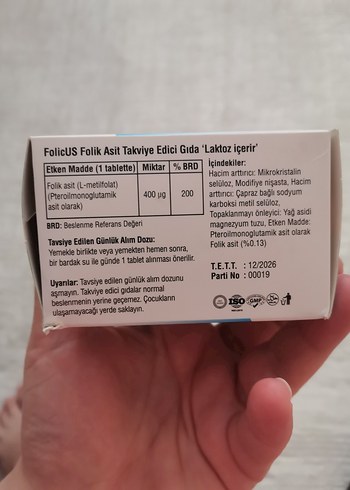 FolicUS Folik Asit Takviye Edici Gıda 'Laktoz içerir'
Etken Madde (1 tablette) Miktar % BRD
Folik asit (L-metilfolat)
(Pteroilmonoglutamik
asit olarak)
400 µg
200
BRD: Beslenme Referans Değeri
Tavsiye Edilen Günlük Alım Dozu:
Yemekle birlikte veya yemekten hemen sonra,
bir bardak su ile günde 1 tablet alınması önerilir.
Uyarılar: Tavsiye edilen günlük alım dozunu
aşmayın. Takviye edici gıdalar normal
beslenmenin yerine geçemez. Çocukların
ulaşamayacağı yerde saklayın.
İçindekiler:
Hacim arttırıcı: Mikrokristalin
selüloz, Modifiye nişasta, Hacim
arttırıcı: Çapraz bağlı sodyum
karboksi metil selüloz,
Topaklanmayı önleyici: Yağ asidi
magnezyum tuzu, Etkin Madde:
Pteroilmonoglutamik asit olarak
Folik asit (%0.13)
T.E.T.T. : 12/2026
Parti No : 00019
ISO
GMP